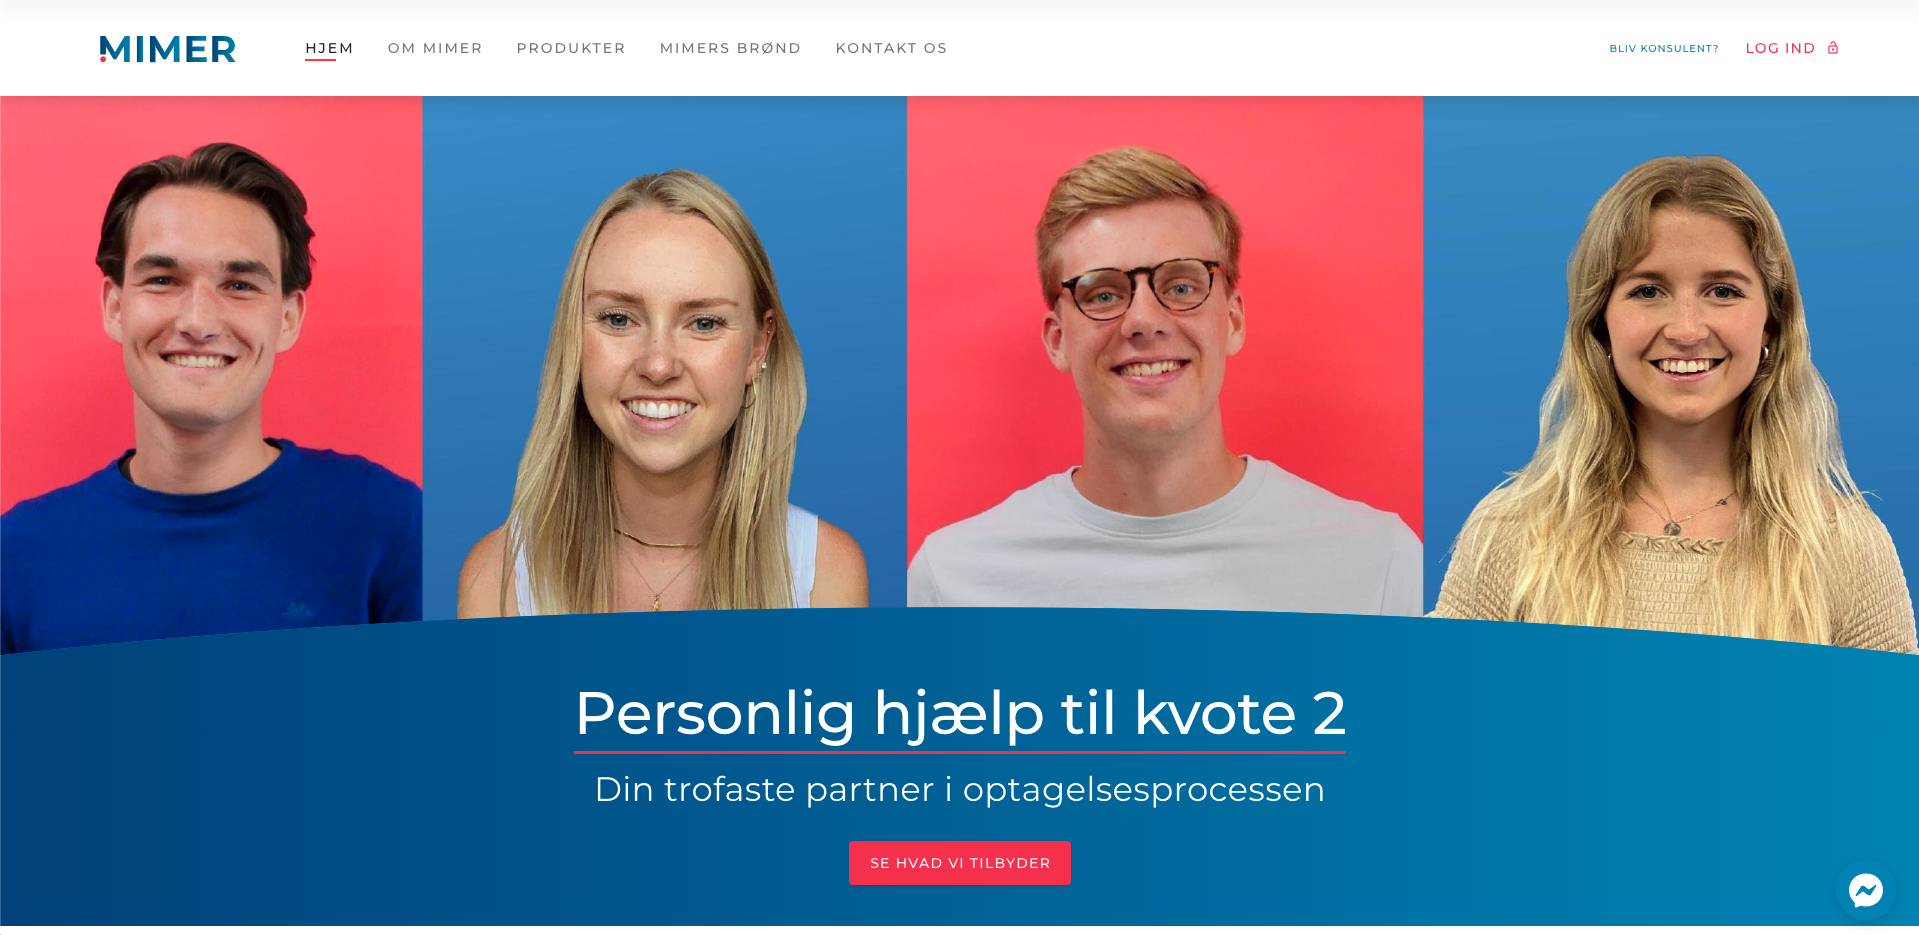 MIMER
HJEM
OM MIMER
PRODUKTER
MIMERS BRØND
KONTAKT OS
BLIV KONSULENT?
LOG IND
Personlig hjælp til kvote 2
Din trofaste partner i optagelsesprocessen
SE HVAD VI TILBYDER